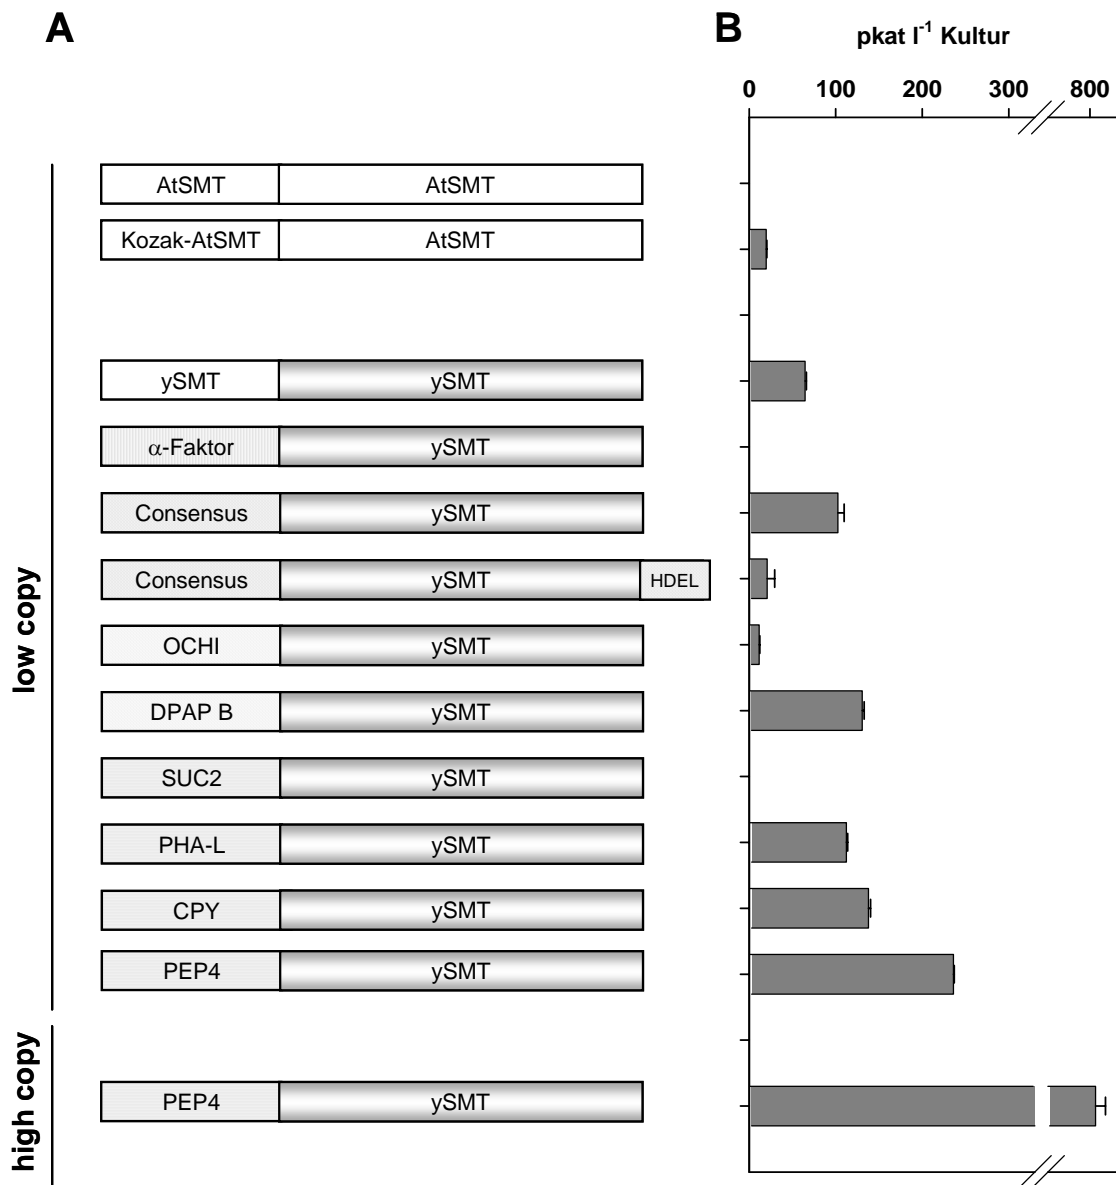 A
B
pkat l⁻¹ Kultur
0 100 200 300 800
AtSMT AtSMT
Kozak-AtSMT AtSMT
ySMT ySMT
α-Faktor ySMT
Consensus ySMT
Consensus ySMT HDEL
OCHI ySMT
DPAP B ySMT
SUC2 ySMT
PHA-L ySMT
CPY ySMT
PEP4 ySMT
low copy
PEP4 ySMT
high copy